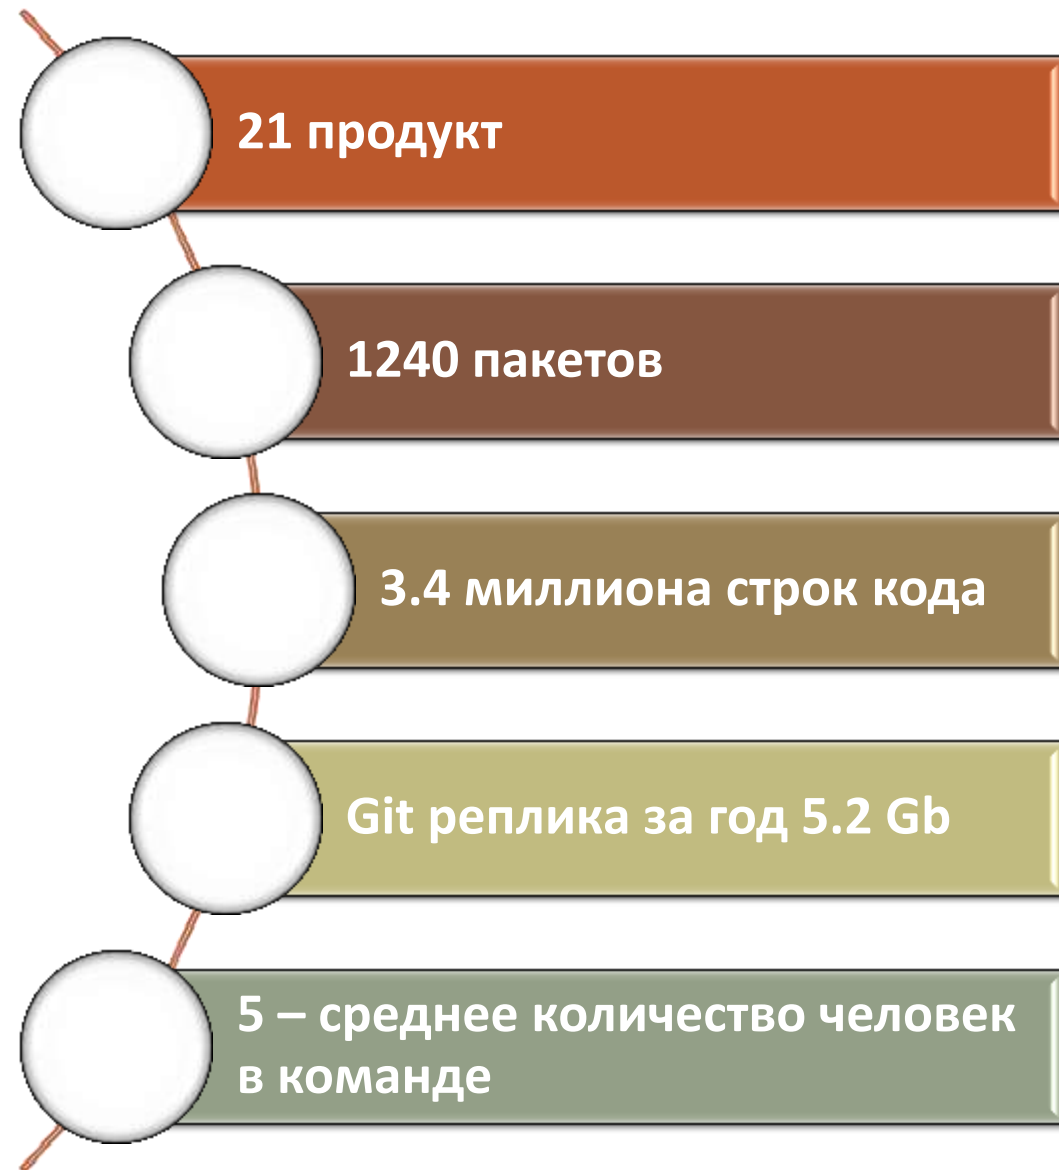 21 продукт
1240 пакетов
3.4 миллиона строк кода
Git реплика за год 5.2 Gb
5 – среднее количество человек
в команде